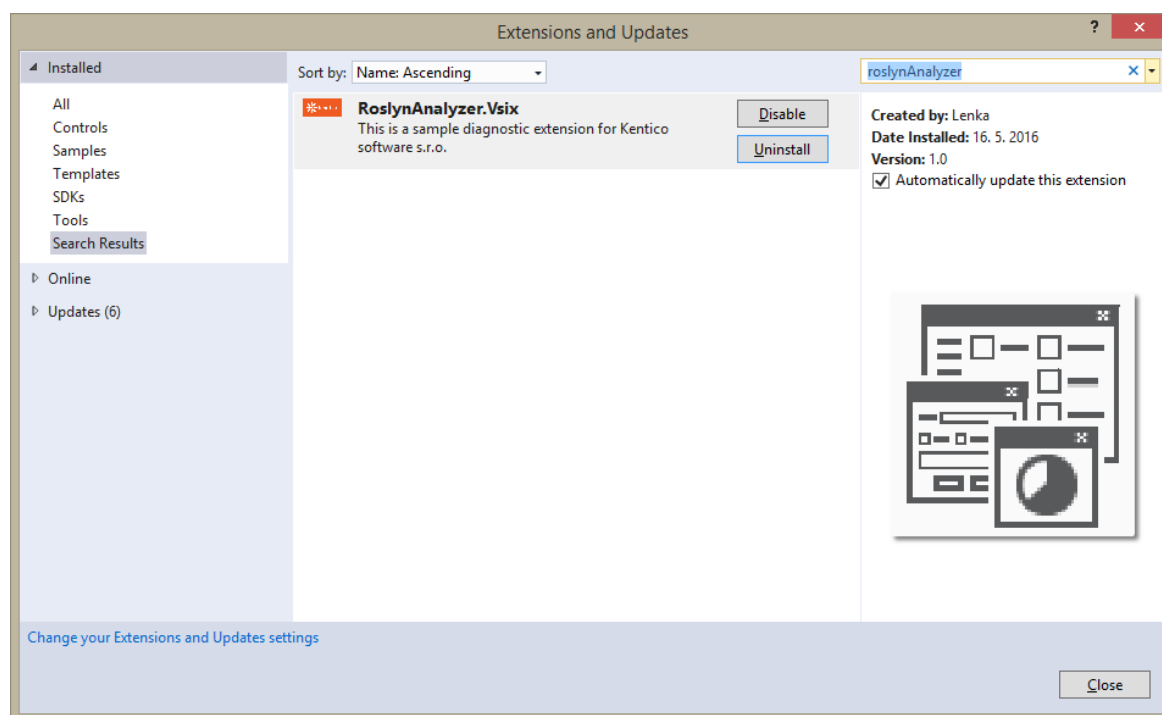 Extensions and Updates
?
Installed
All
Controls
Samples
Templates
SDKs
Tools
Search Results
Online
Updates (6)
Sort by: Name: Ascending
RoslynAnalyzer.Vsix
This is a sample diagnostic extension for Kentico
software s.r.o.
Disable
Uninstall
roslynAnalyzer
Created by: Lenka
Date Installed: 16. 5. 2016
Version: 1.0
Automatically update this extension
Change your Extensions and Updates settings
Close